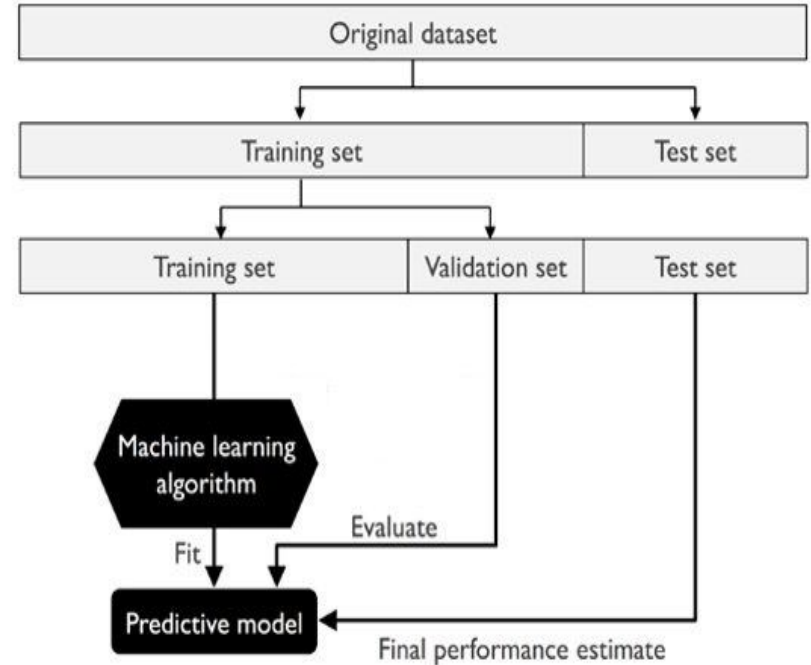 Original dataset
Training set
Test set
Training set
Validation set
Test set
Machine learning
algorithm
Evaluate
Fit
Predictive model
Final performance estimate